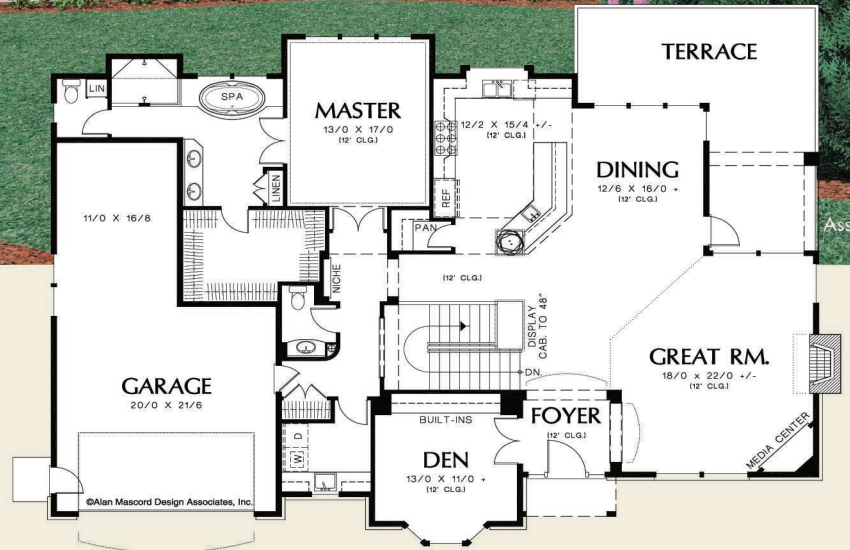 TERRACE
LIN
SPA
MASTER
13/0 X 17/0
(12' CLG.)
12/2 X 15/4 +/-
(12' CLG.)
DINING
12/6 X 16/0 +
(12' CLG.)
LINEN
REF.
11/0 X 16/8
PAN
Ass
NICHE
(12' CLG.)
DISPLAY
CAB. TO 48"
DN.
GREAT RM.
18/0 X 22/0 +/-
(12' CLG.)
GARAGE
20/0 X 21/6
BUILT-INS
FOYER
(12' CLG.)
W D
DEN
13/0 X 11/0 +
(12' CLG.)
MEDIA CENTER
©Alan Mascord Design Associates, Inc.